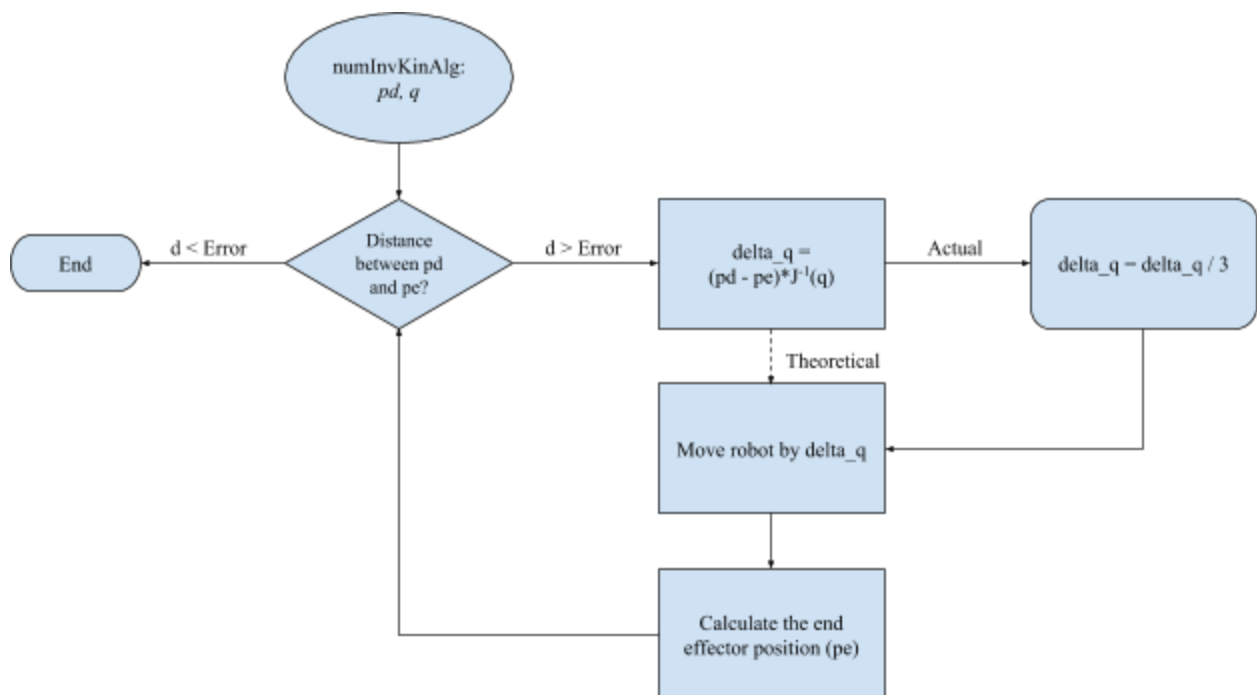 numInvKinAlg:
pd, q
End
d < Error
Distance
between pd
and pe?
d > Error
delta_q =
(pd - pe)*J⁻¹(q)
Actual
delta_q = delta_q / 3
Theoretical
Move robot by delta_q
Calculate the end
effector position (pe)